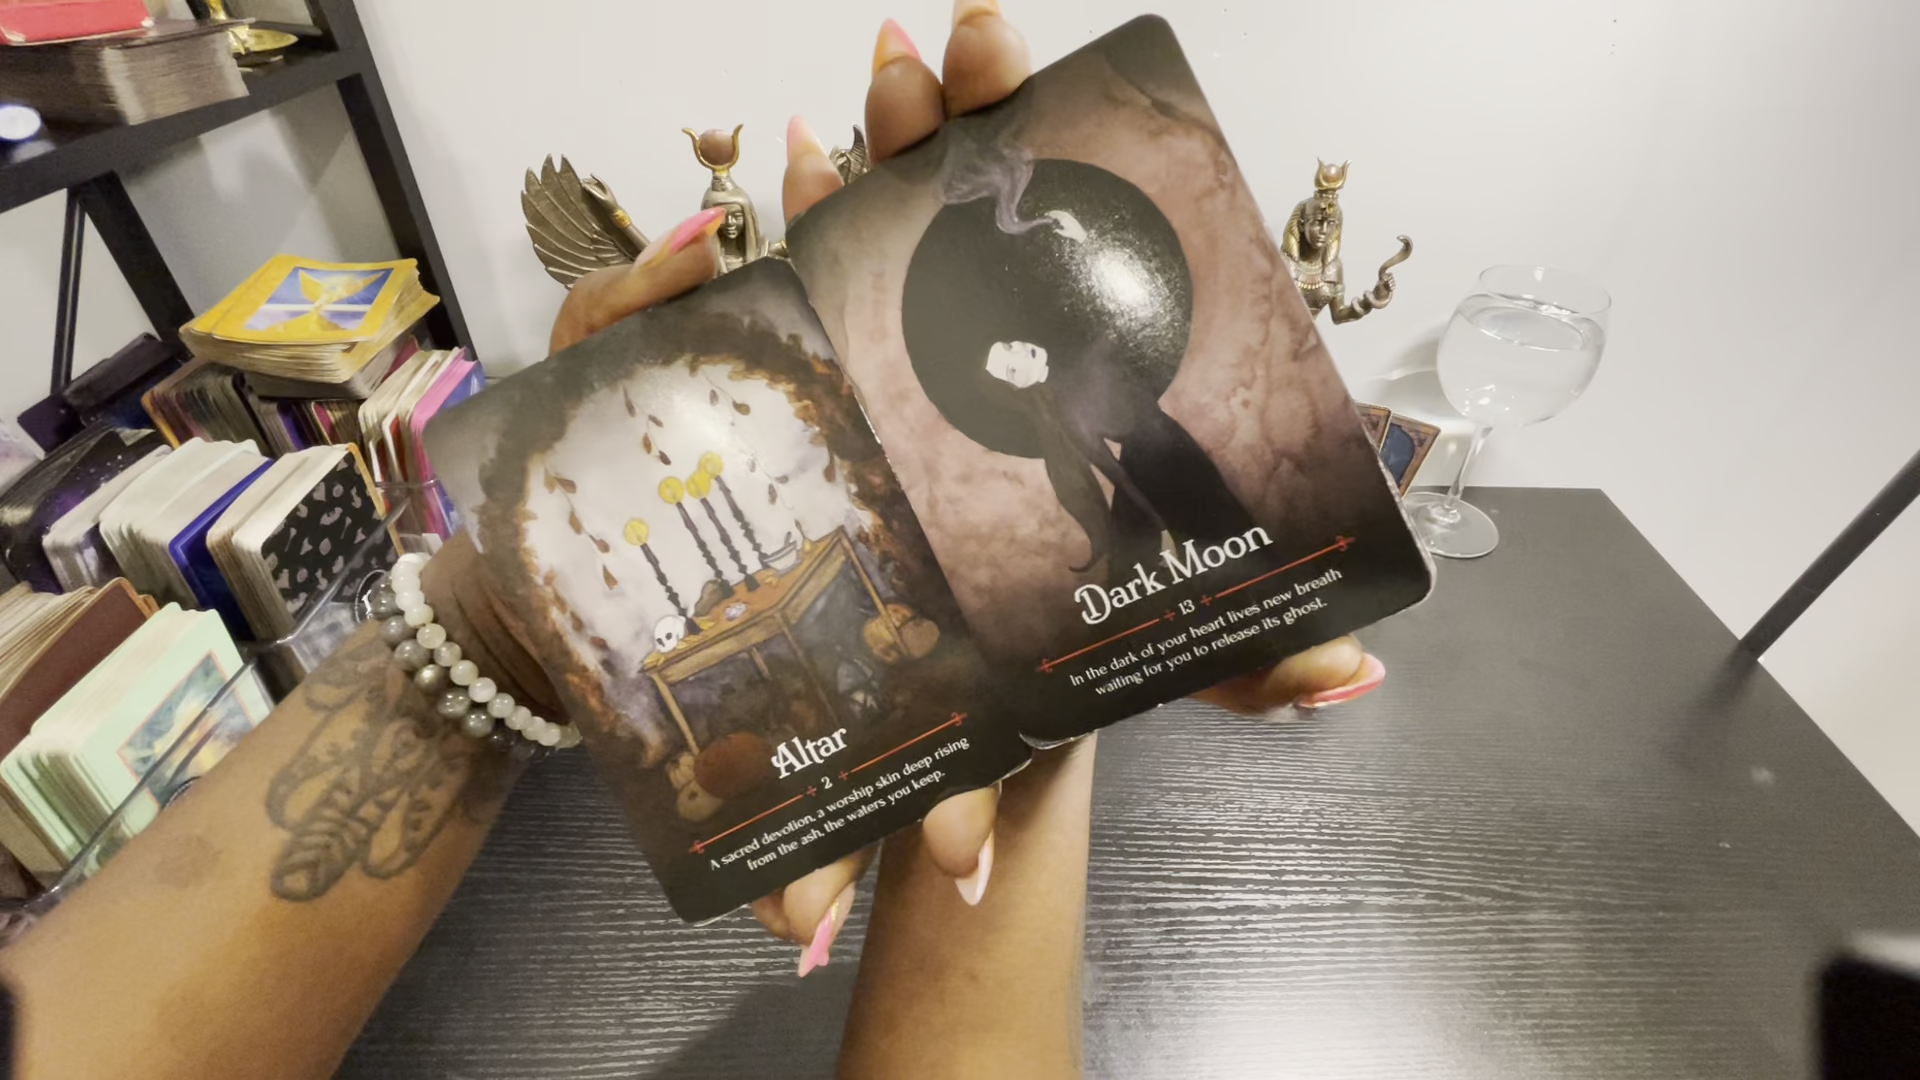 Altar
2
A sacred devotion, a worship skin deep rising
from the ash, the waters you keep.
Dark Moon
13
In the dark of your heart lives new breath
waiting for you to release its ghost.